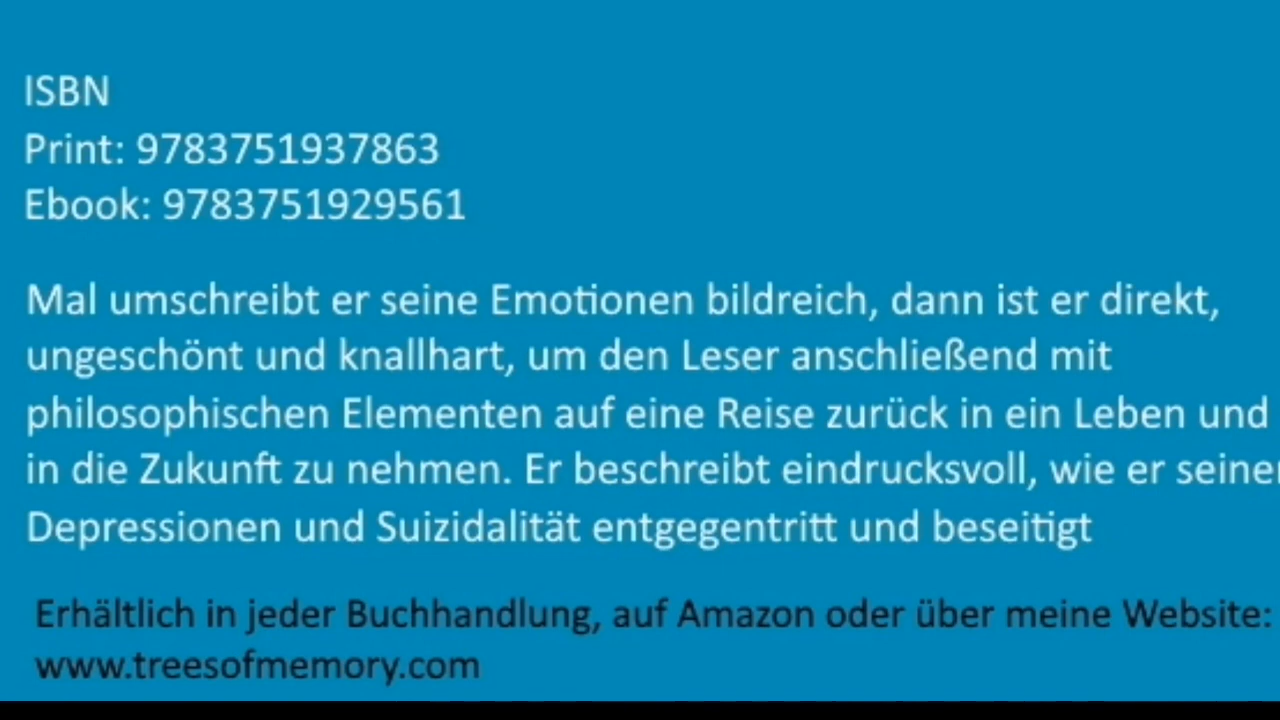 ISBN
Print: 9783751937863
Ebook: 9783751929561
Mal umschreibt er seine Emotionen bildreich, dann ist er direkt,
ungeschönt und knallhart, um den Leser anschließend mit
philosophischen Elementen auf eine Reise zurück in ein Leben und
in die Zukunft zu nehmen. Er beschreibt eindrucksvoll, wie er seiner
Depressionen und Suizidalität entgegentritt und beseitigt
Erhältlich in jeder Buchhandlung, auf Amazon oder über meine Website:
www.treesofmemory.com